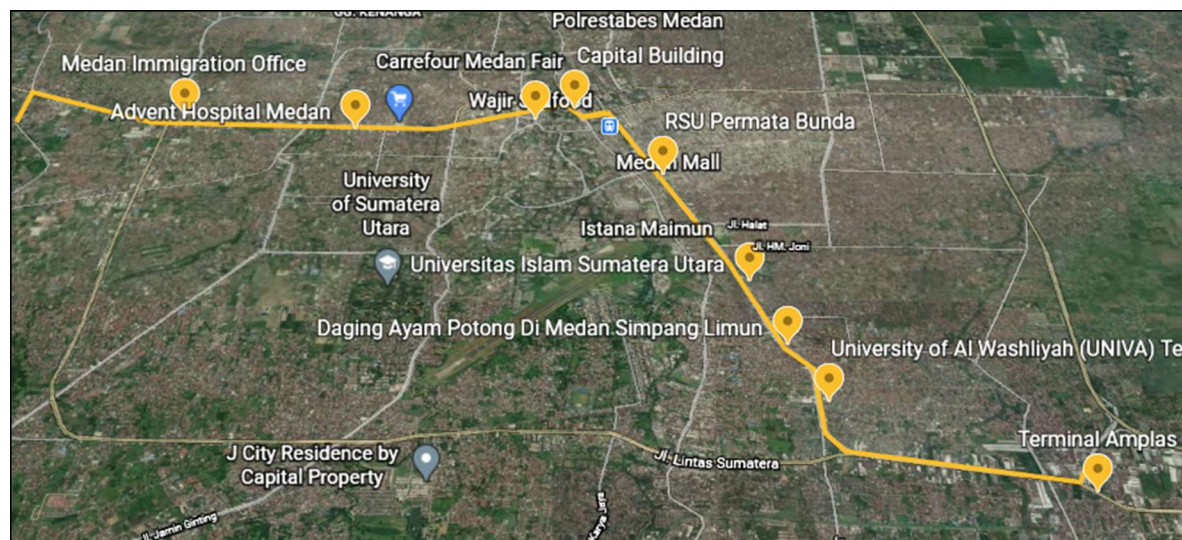 GG. KENANGA
Polrestabes Medan
Medan Immigration Office
Carrefour Medan Fair
Capital Building
Advent Hospital Medan
Wajir Seafood
RSU Permata Bunda
Medan Mall
University
of Sumatera
Utara
Istana Maimun
Jl. Halat
Jl. HM. Joni
Universitas Islam Sumatera Utara
Daging Ayam Potong Di Medan Simpang Limun
University of Al Washliyah (UNIVA) Te
Terminal Amplas
J City Residence by
Capital Property
Jl. Lintas Sumatera
Jl. Jamin Ginting
Karya Jaya